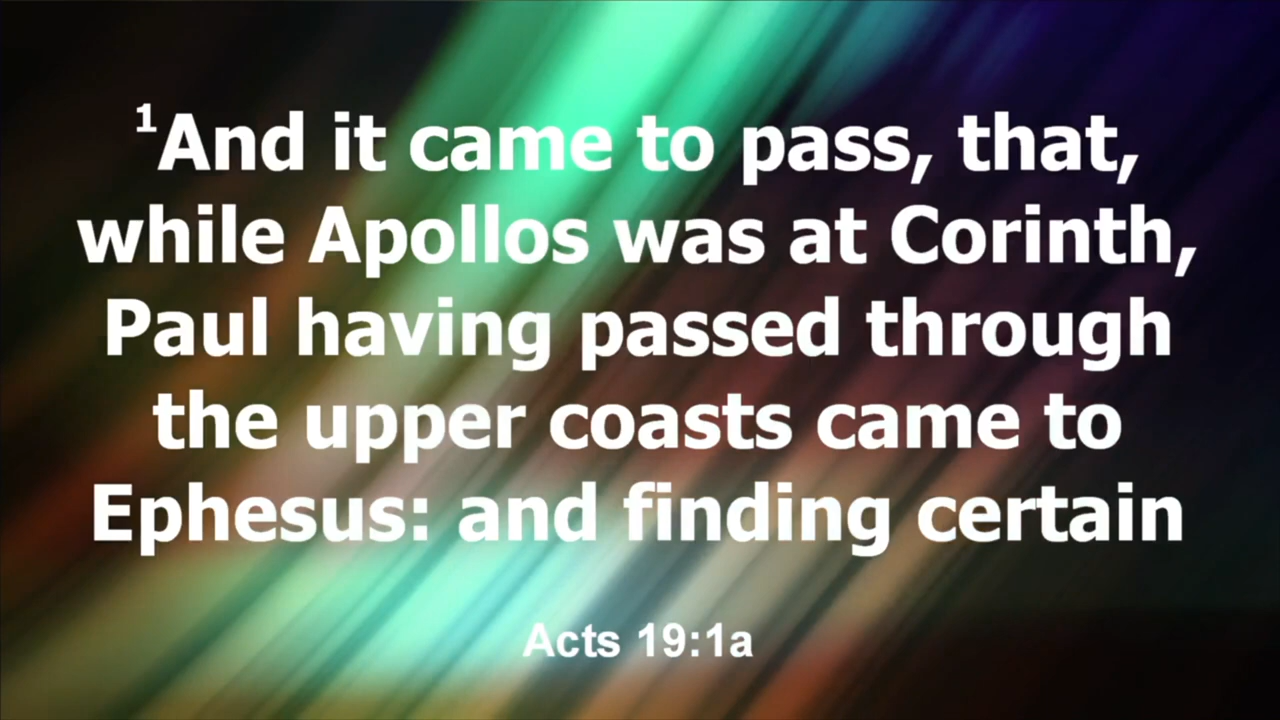 ¹And it came to pass, that,
while Apollos was at Corinth,
Paul having passed through
the upper coasts came to
Ephesus: and finding certain
Acts 19:1a